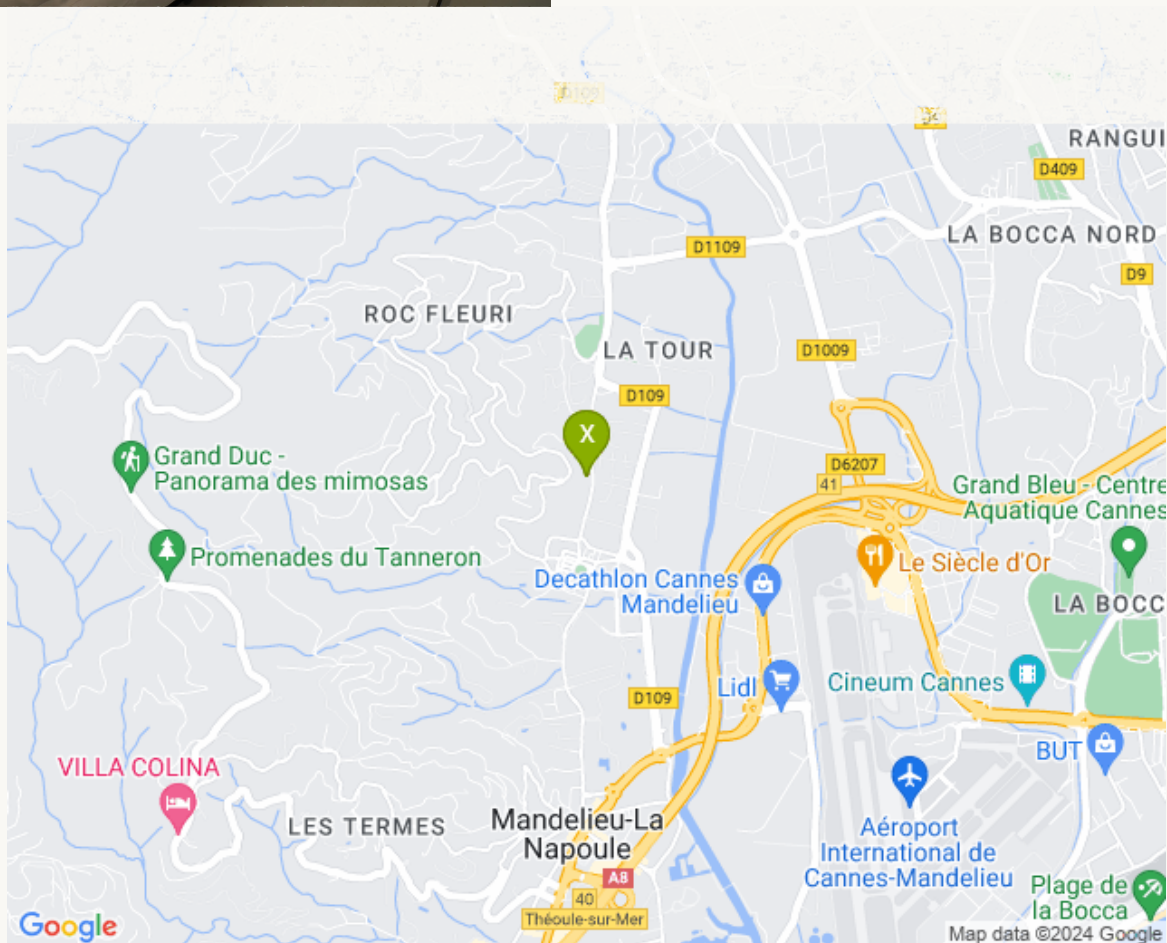 D109
RANGUI
D409
LA BOCCA NORD
D1109
D9
ROC FLEURI
LA TOUR
D1009
D109
X
Grand Duc -
Panorama des mimosas
D6207
41
Grand Bleu - Centre
Aquatique Cannes
Promenades du Tanneron
Le Siècle d'Or
Decathlon Cannes
Mandelieu
LA BOCC
Lidl
Cineum Cannes
D109
BUT
VILLA COLINA
LES TERMES
Mandelieu-La
Napoule
Aéroport
International de
Cannes-Mandelieu
A8
40
Théoule-sur-Mer
Plage de
la Bocca
Google
Map data ©2024 Google